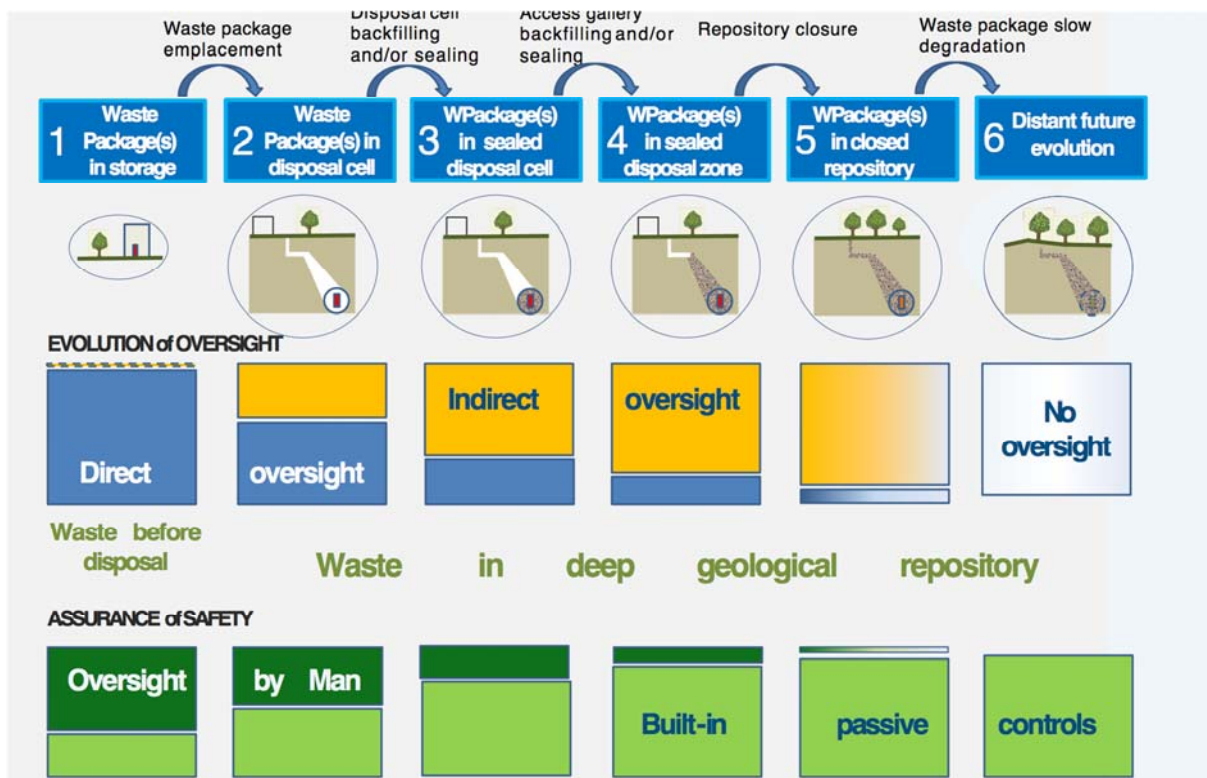 Waste package
emplacement
Disposal cell
backfilling
and/or sealing
Access gallery
backfilling and/or
sealing
Repository closure
Waste package slow
degradation
1 Waste
Package(s)
in storage
2 Waste
Package(s) in
disposal cell
3 WPackage(s)
in sealed
disposal cell
4 WPackage(s)
in sealed
disposal zone
5 WPackage(s)
in closed
repository
6 Distant future
evolution
EVOLUTION of OVERSIGHT
Indirect oversight
No
oversight
Direct oversight
Waste before
disposal
Waste in deep geological repository
ASSURANCE of SAFETY
Oversight by Man
Built-in passive controls